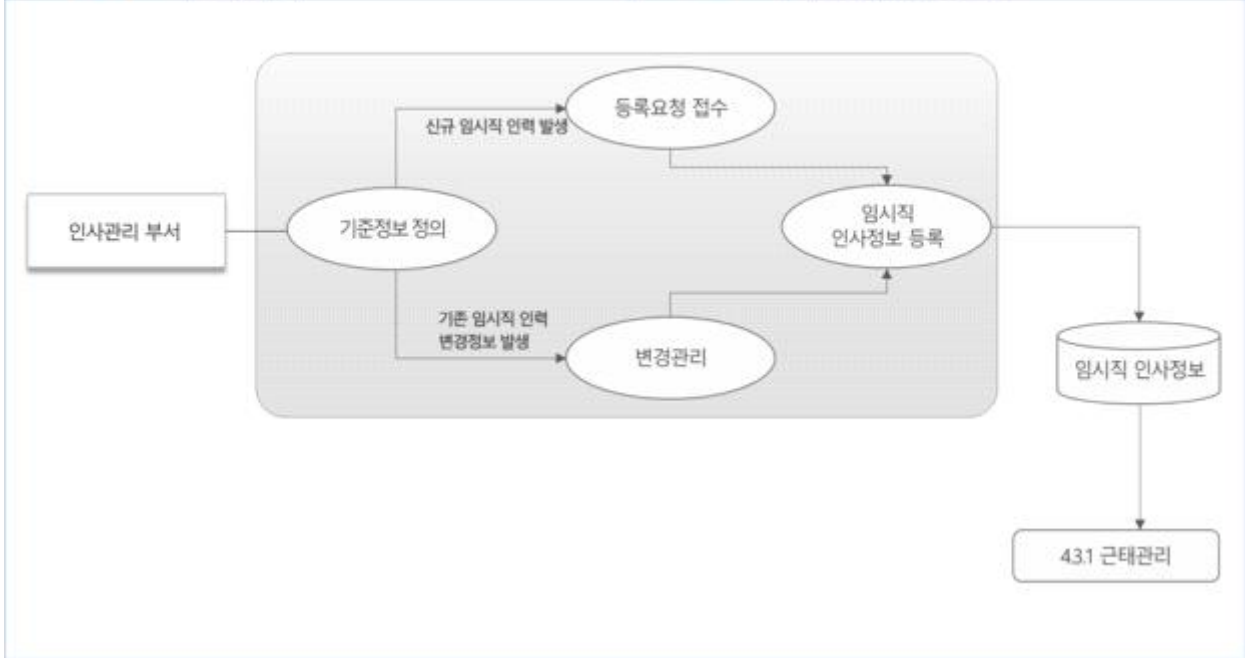 등록요청 접수
신규 임시직 인력 발생
인사관리 부서
기준정보 정의
임시직
인사정보 등록
기존 임시직 인력
변경정보 발생
변경관리
임시직 인사정보
4.3.1 근태관리